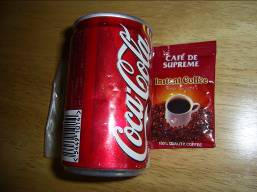 Coca-Cola
CAFÉ DE
SUPREME
Instant Coffee
100% QUALITY COFFEE